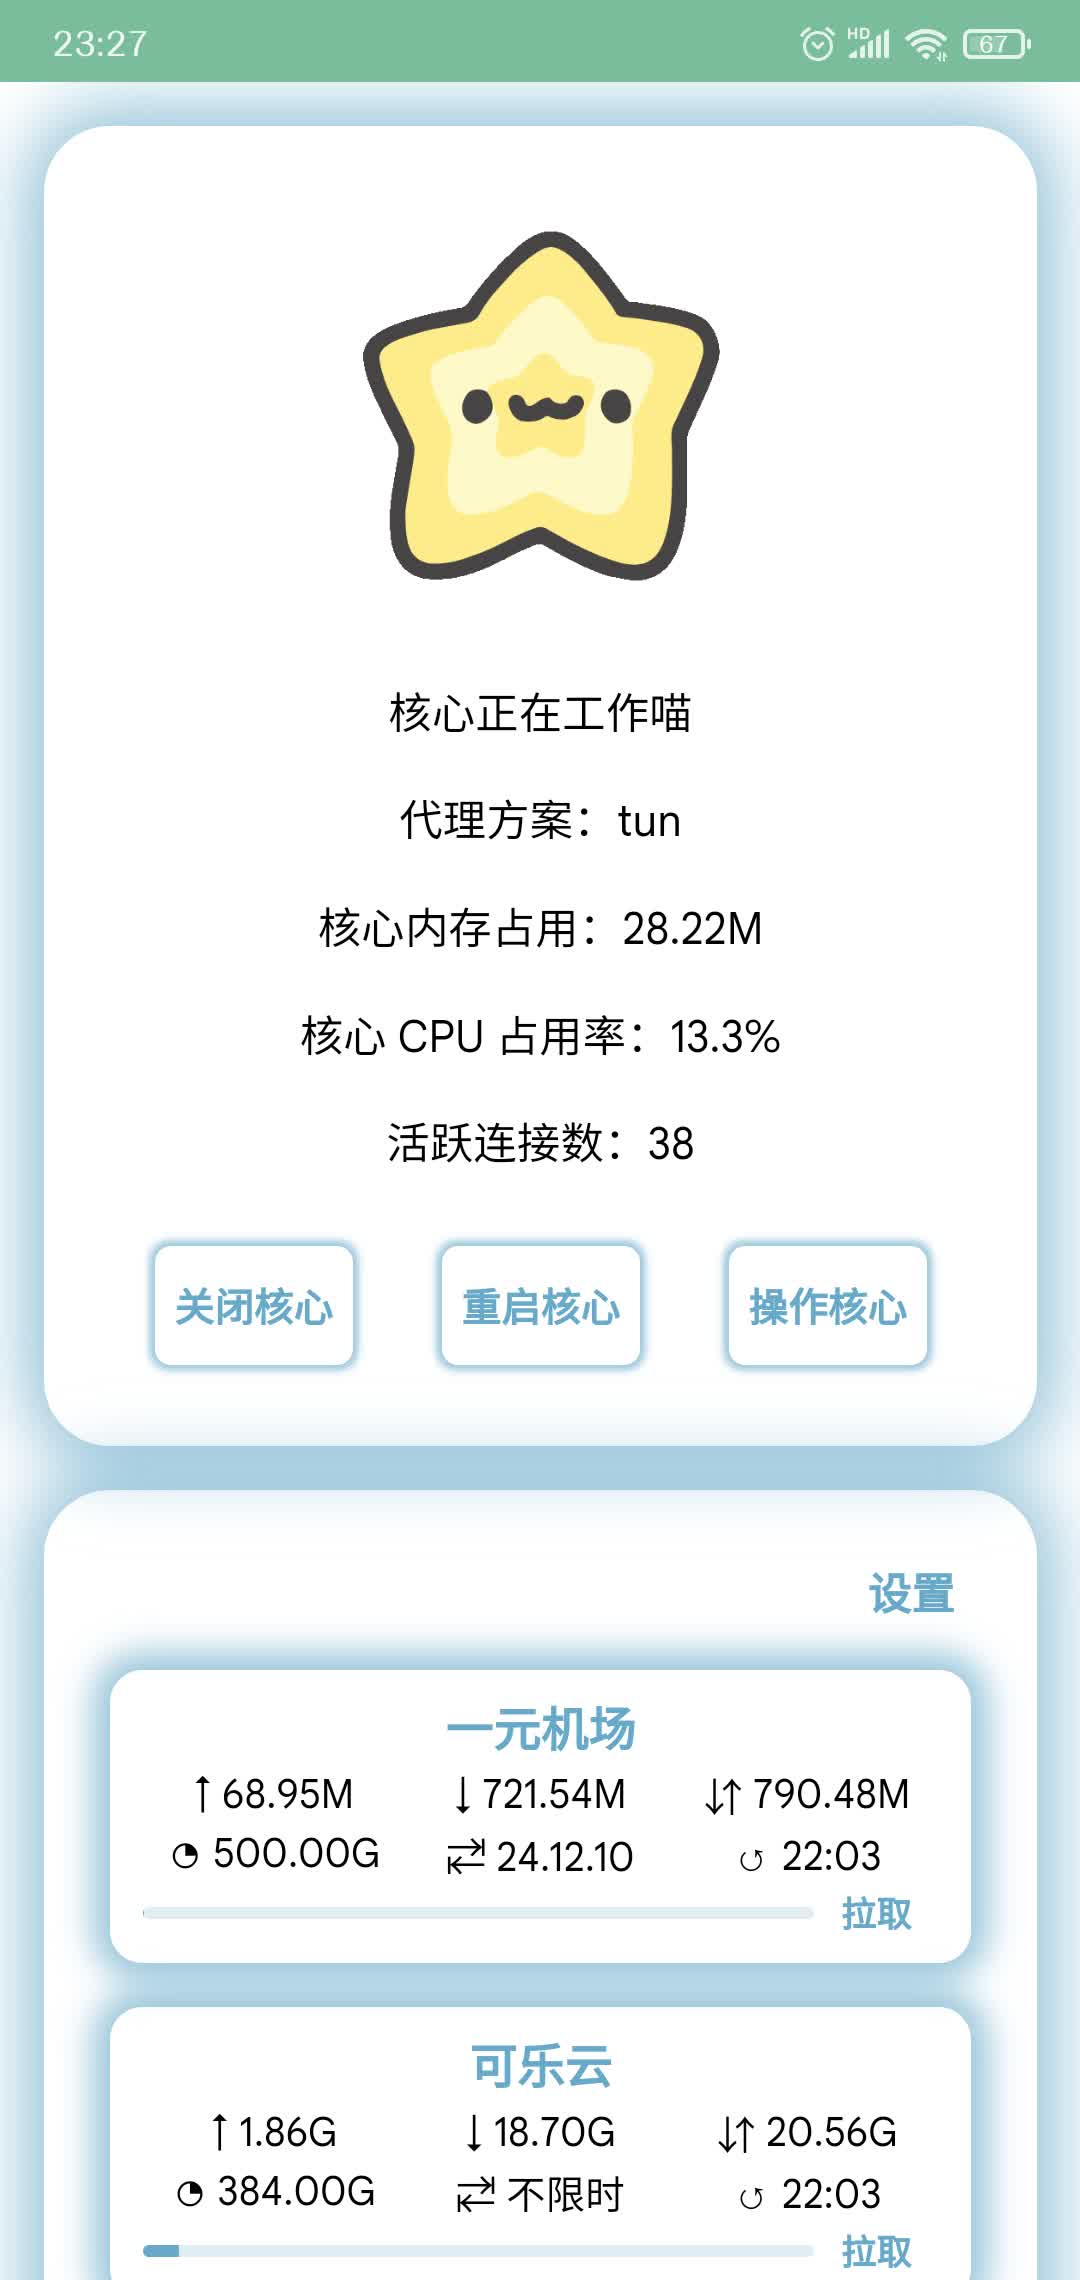 23:27 HD 67
核心正在工作喵
代理方案：tun
核心内存占用：28.22M
核心 CPU 占用率：13.3%
活跃连接数：38
关闭核心 重启核心 操作核心
设置
一元机场
↑ 68.95M ↓ 721.54M ↓↑ 790.48M
500.00G 24.12.10 22:03
拉取
可乐云
↑ 1.86G ↓ 18.70G ↓↑ 20.56G
384.00G 不限时 22:03
拉取